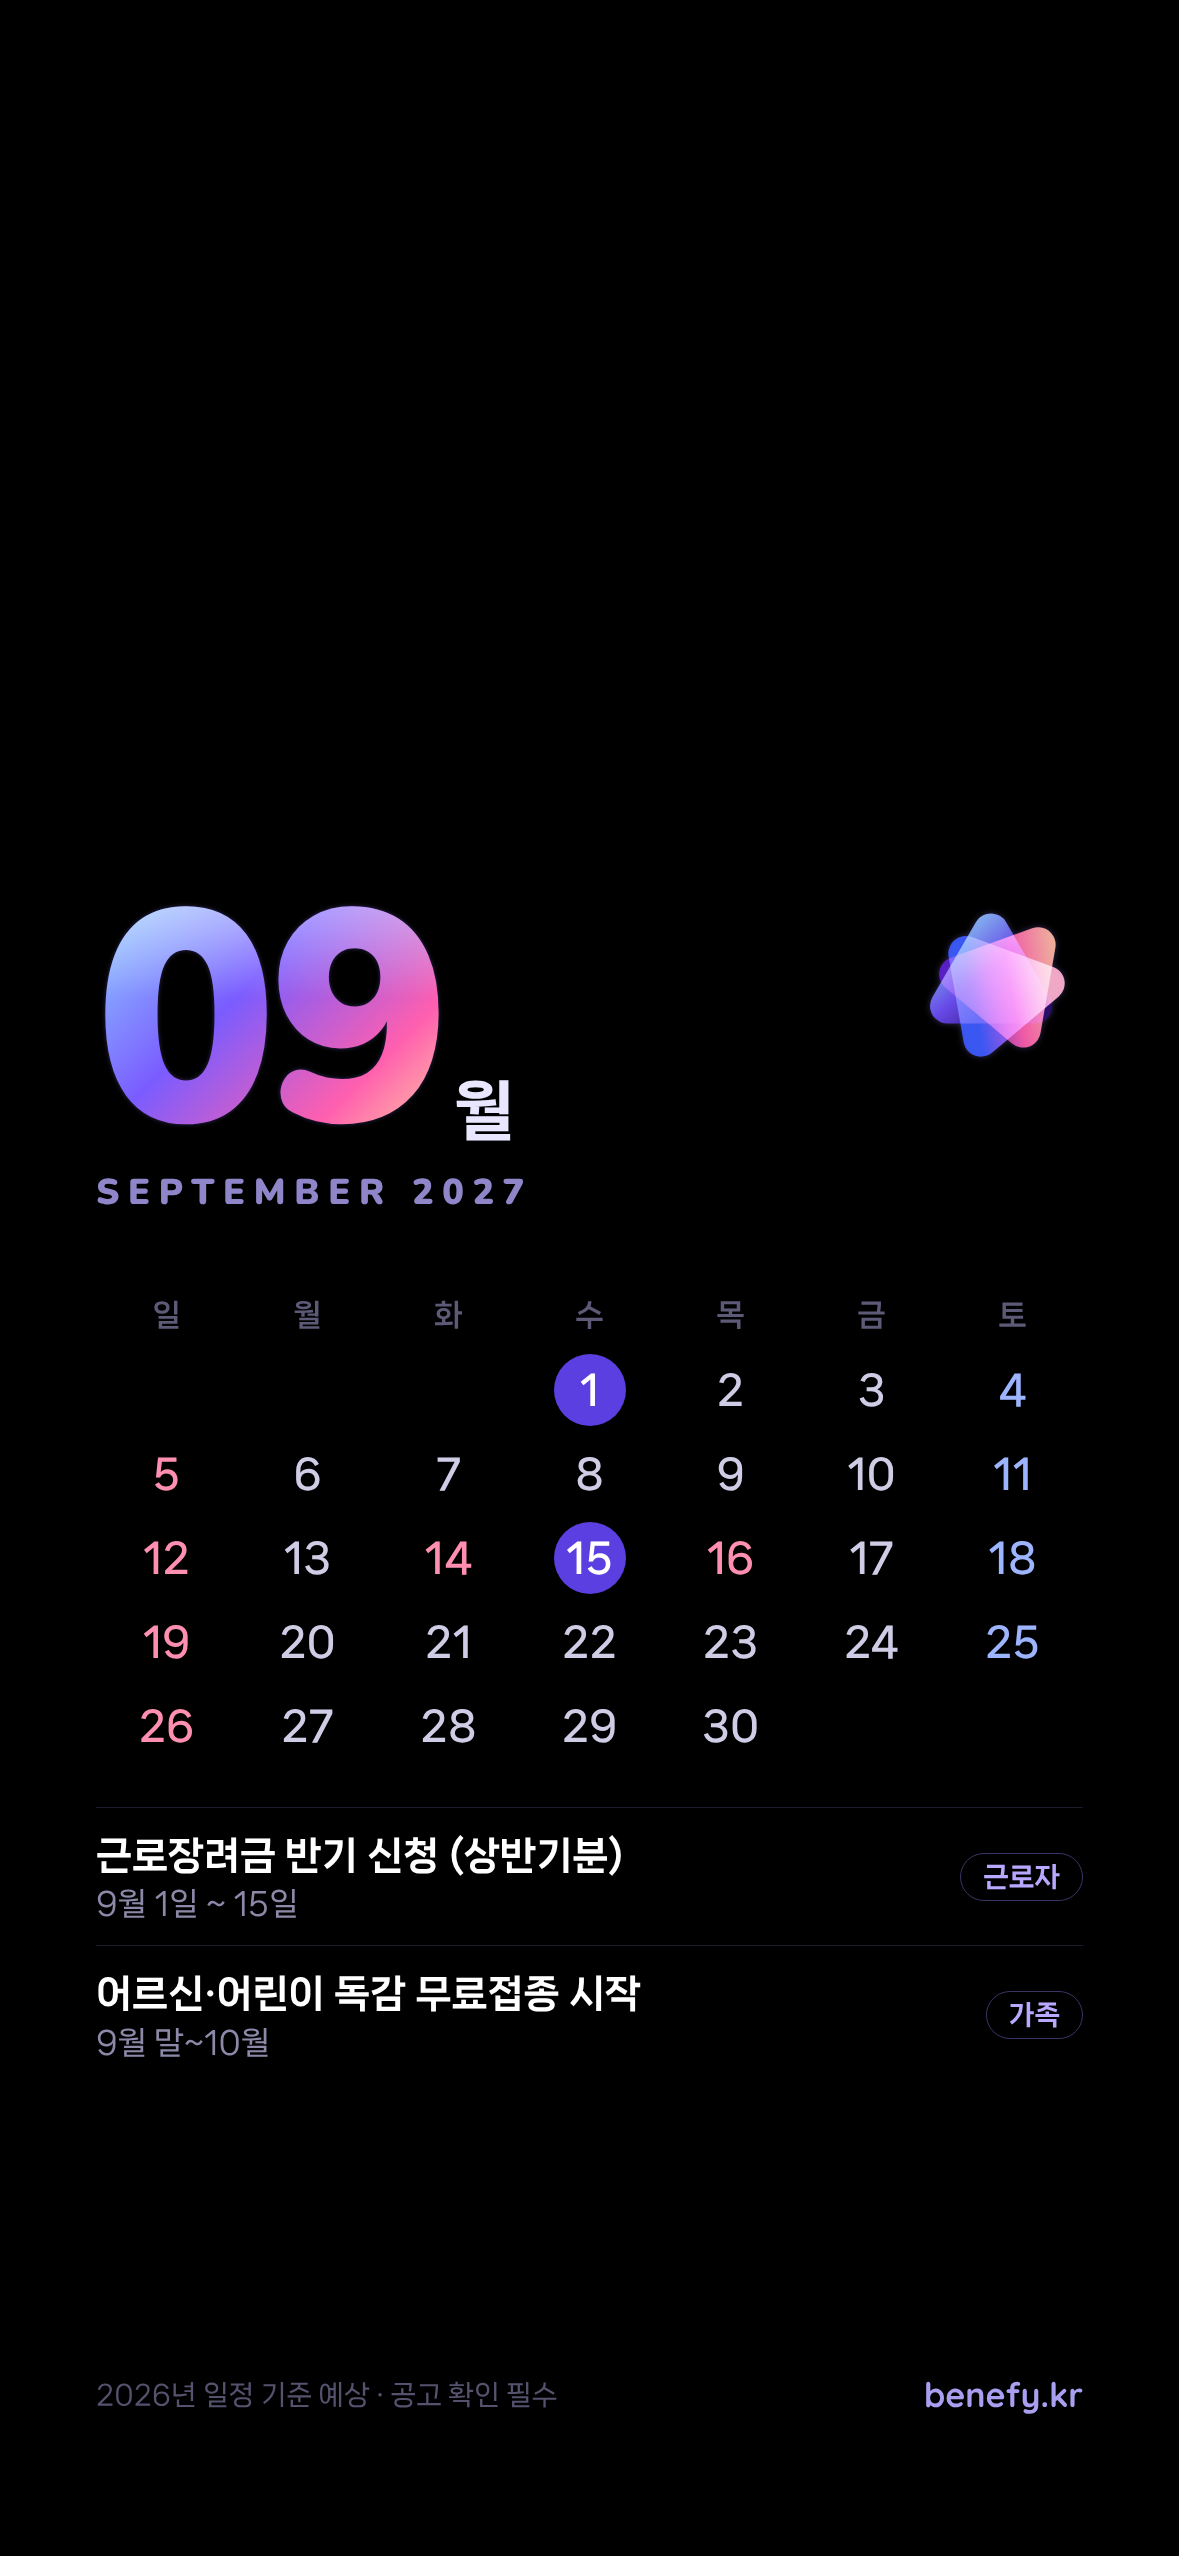 09월
SEPTEMBER 2027
일 월 화 수 목 금 토
1 2 3 4
5 6 7 8 9 10 11
12 13 14 15 16 17 18
19 20 21 22 23 24 25
26 27 28 29 30
근로장려금 반기 신청 (상반기분)
9월 1일 ~ 15일
근로자
어르신·어린이 독감 무료접종 시작
9월 말~10월
가족
2026년 일정 기준 예상 · 공고 확인 필수
benefy.kr